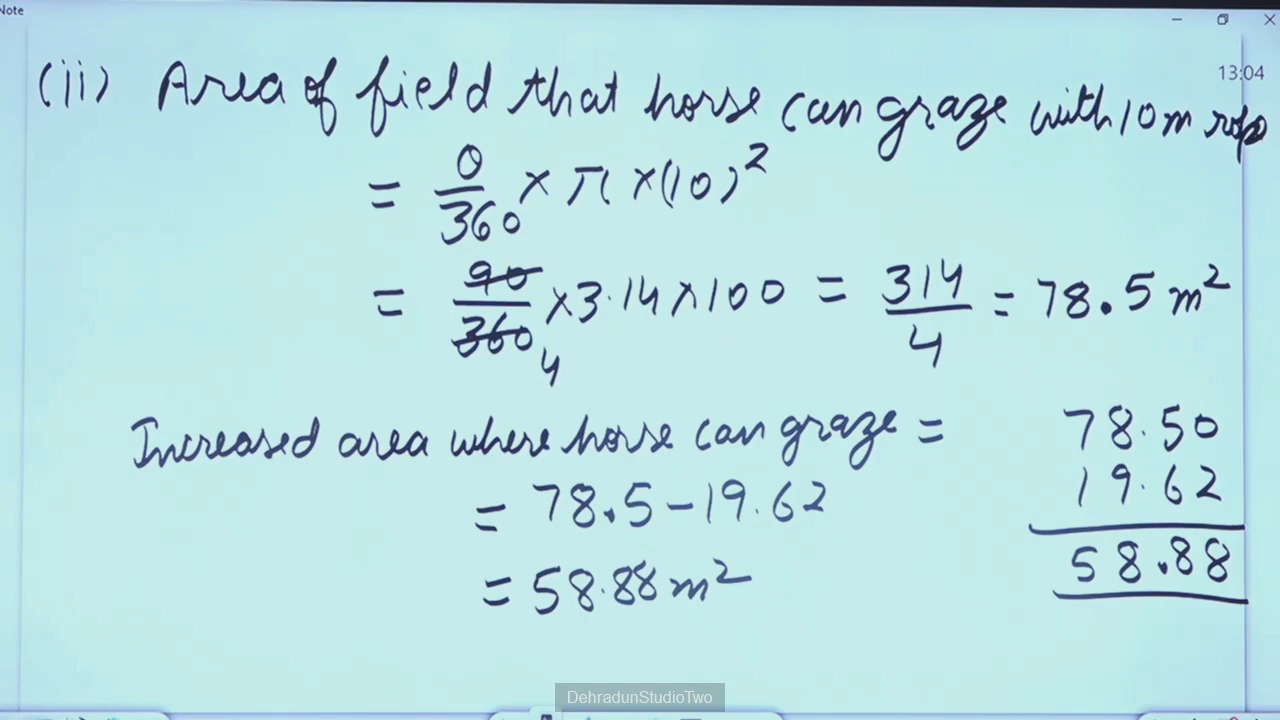 Note
13:04
(ii) Area of field that horse can graze with 10m rope
= θ/360 × π × (10)²
= 90/360 4 × 3.14 × 100 = 314/4 = 78.5 m²
Increased area where horse can graze =
= 78.5 - 19.62
= 58.88 m²
78.50
19.62
58.88
DehradunStudioTwo